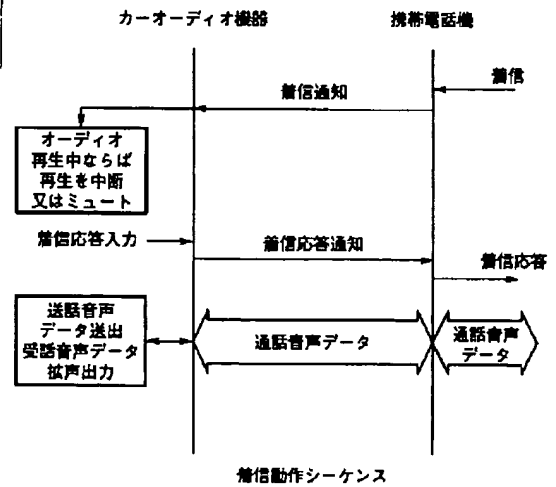 カーオーディオ機器
携帯電話機
着信
着信通知
オーディオ
再生中ならば
再生を中断
又はミュート
着信応答入力
着信応答通知
着信応答
送話音声
データ送出
受話音声データ
拡声出力
通話音声データ
通話音声
データ
着信動作シーケンス